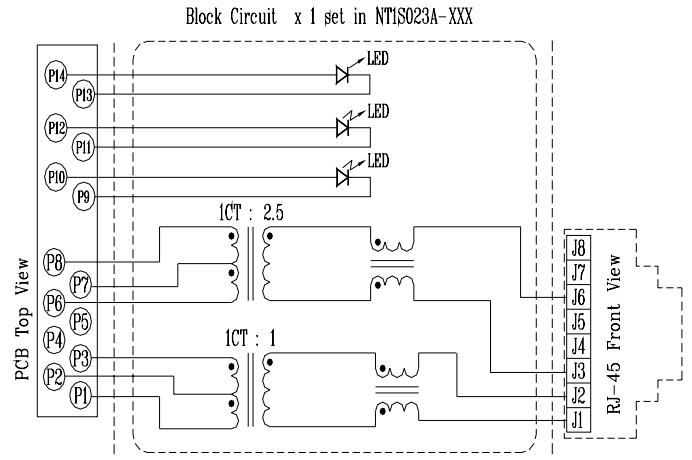 Block Circuit x 1 set in NT1S023A-XXX
P14
LED
P13
P12
LED
P11
P10
LED
P9
1CT : 2.5
P8
P7
P6
P5
P4
P3
P2
P1
PCB Top View
1CT : 1
J8
J7
J6
J5
J4
J3
J2
J1
RJ-45 Front View